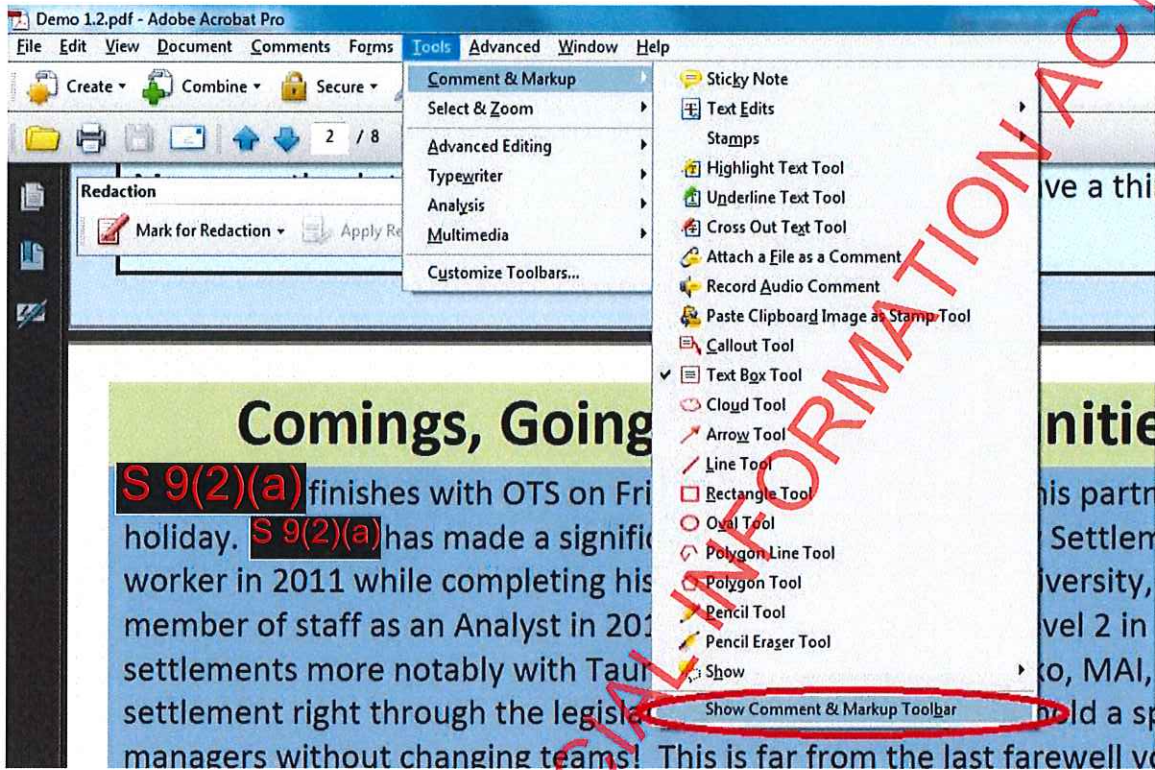 Demo 1.2.pdf - Adobe Acrobat Pro
File Edit View Document Comments Forms Tools Advanced Window Help
Create Combine Secure
2 / 8
Redaction
Mark for Redaction Apply Re
Comment & Markup
Select & Zoom
Advanced Editing
Typewriter
Analysis
Multimedia
Customize Toolbars...
Sticky Note
Text Edits
Stamps
Highlight Text Tool
Underline Text Tool
Cross Out Text Tool
Attach a File as a Comment
Record Audio Comment
Paste Clipboard Image as Stamp Tool
Callout Tool
Text Box Tool
Cloud Tool
Arrow Tool
Line Tool
Rectangle Tool
Oval Tool
Polygon Line Tool
Polygon Tool
Pencil Tool
Pencil Eraser Tool
Show
Show Comment & Markup Toolbar
ve a thi
Comings, Going nitie
S 9(2)(a) finishes with OTS on Fri his partn
holiday. S 9(2)(a) has made a signific Settlem
worker in 2011 while completing his iversity,
member of staff as an Analyst in 201 vel 2 in
settlements more notably with Taur ko, MAI,
settlement right through the legisla old a sp
managers without changing teams! This is far from the last farewell yo
CIAL INFORMATION AC